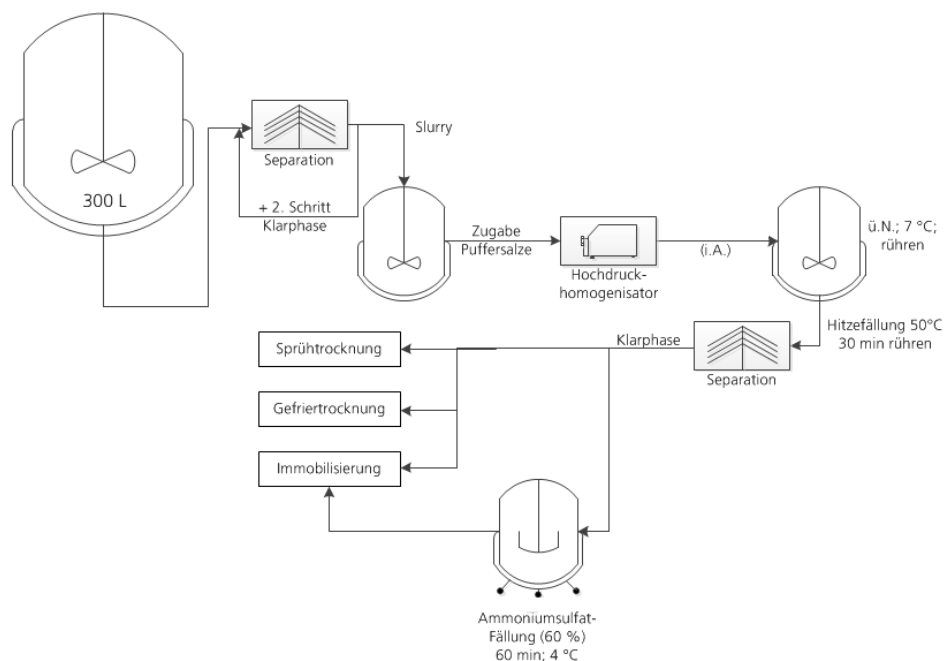 300 L
Separation
+ 2. Schritt
Klarphase
Slurry
Zugabe
Puffersalze
Hochdruck-
homogenisator
(i.A.)
ü.N.; 7 °C;
rühren
Hitzefällung 50°C
30 min rühren
Separation
Klarphase
Sprühtrocknung
Gefriertrocknung
Immobilisierung
Ammoniumsulfat-
Fällung (60 %)
60 min; 4 °C